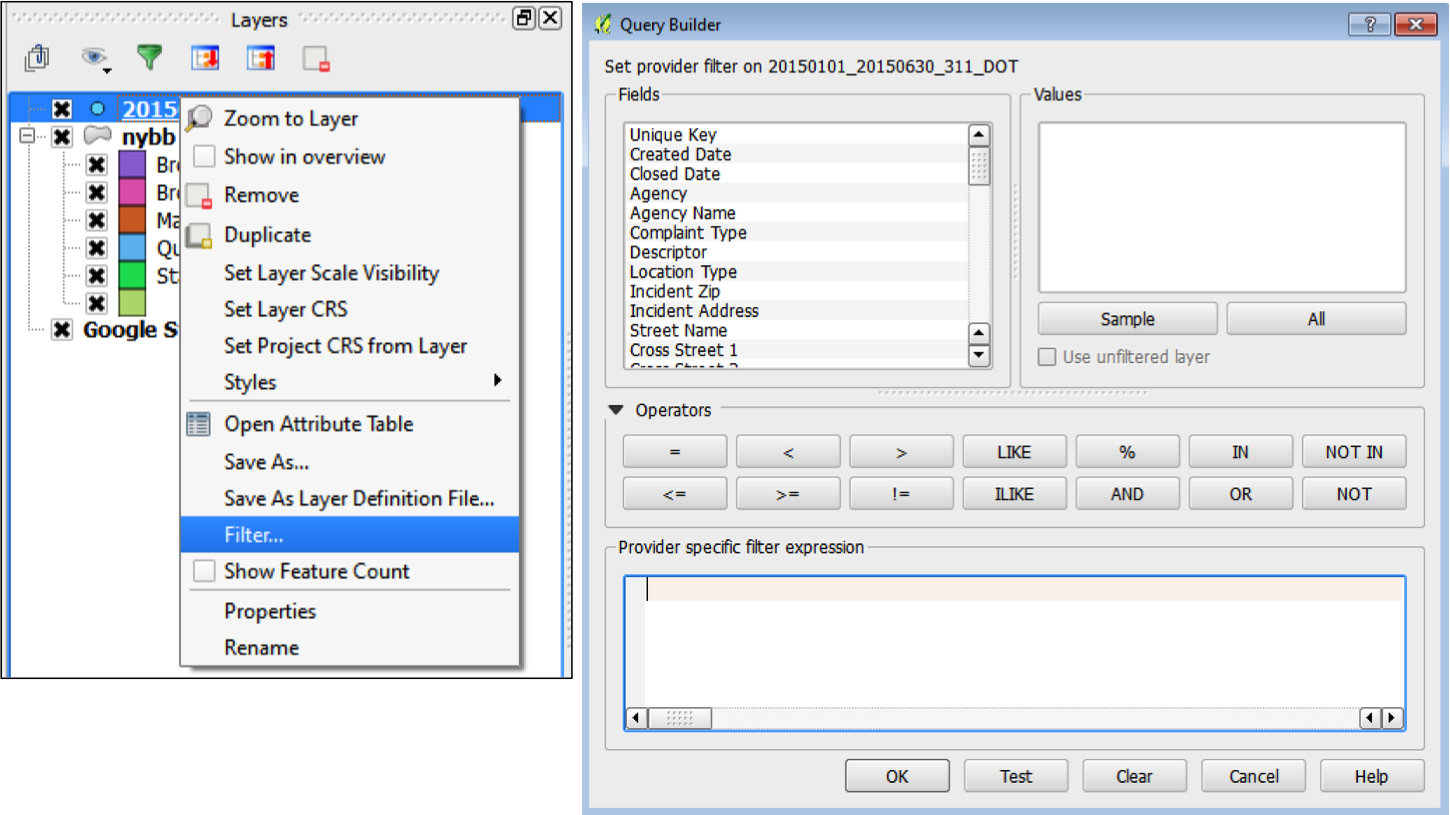 Layers
2015
nybb
Br
Br
Ma
Qu
St
Google S
Zoom to Layer
Show in overview
Remove
Duplicate
Set Layer Scale Visibility
Set Layer CRS
Set Project CRS from Layer
Styles
Open Attribute Table
Save As...
Save As Layer Definition File...
Filter...
Show Feature Count
Properties
Rename
Query Builder
Set provider filter on 20150101_20150630_311_DOT
Fields
Unique Key
Created Date
Closed Date
Agency
Agency Name
Complaint Type
Descriptor
Location Type
Incident Zip
Incident Address
Street Name
Cross Street 1
Values
Sample All
Use unfiltered layer
Operators
= < > LIKE % IN NOT IN
<= >= != ILIKE AND OR NOT
Provider specific filter expression
OK Test Clear Cancel Help